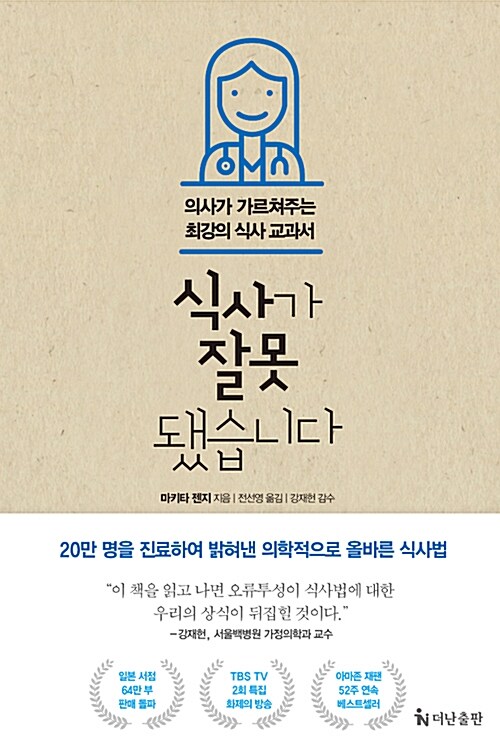 의사가 가르쳐주는
최강의 식사 교과서
식사가
잘못
됐습니다
마키타 젠지 지음 | 전선영 옮김 | 강재헌 감수
20만 명을 진료하여 밝혀낸 의학적으로 올바른 식사법
“이 책을 읽고 나면 오류투성이 식사법에 대한
우리의 상식이 뒤집힌 것이다.”
– 강재헌, 서울백병원 가정의학과 교수
일본 서점
64만 부
판매 돌파
TBS TV
2회 특집
화제의 방송
아마존 재팬
52주 연속
베스트셀러
iN 더난출판